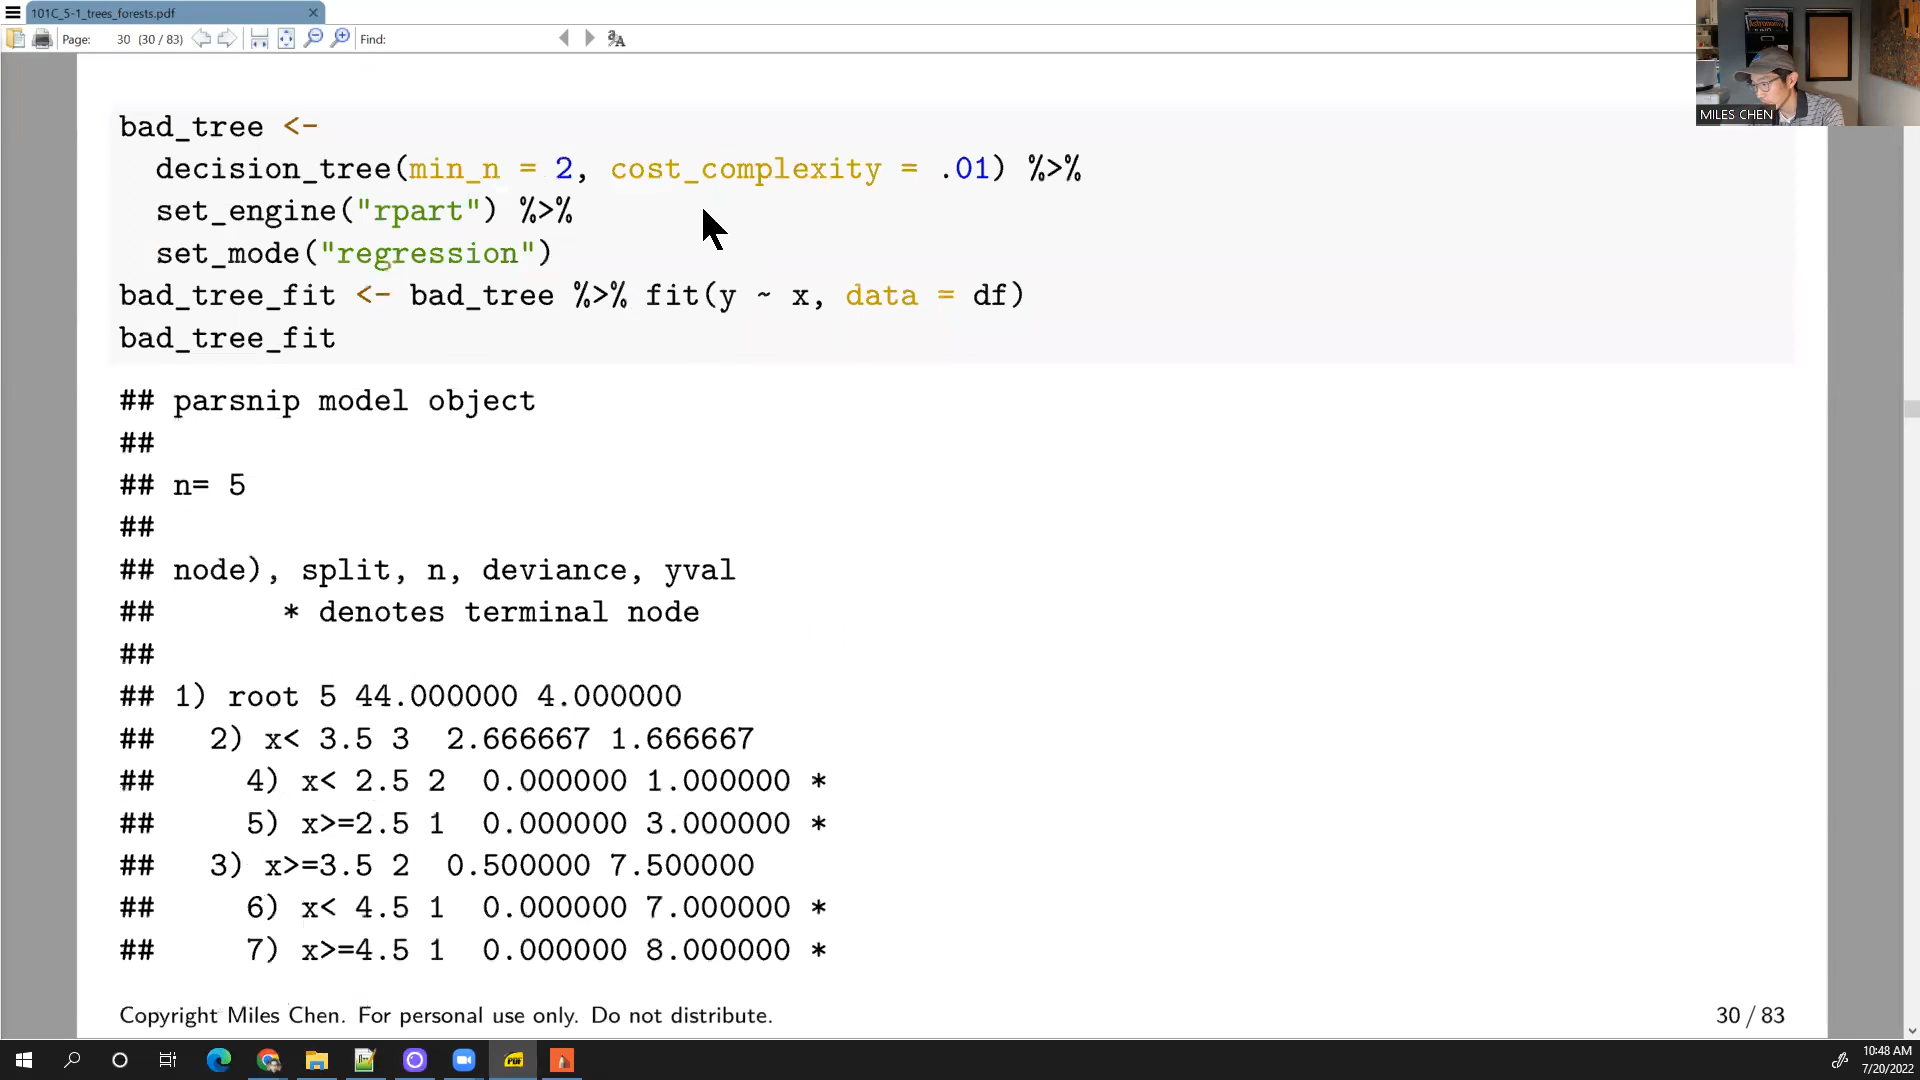 101C_5-1_trees_forests.pdf
Page: 30 (30 / 83) Find:
MILES CHEN
bad_tree <-
  decision_tree(min_n = 2, cost_complexity = .01) %>%
  set_engine("rpart") %>%
  set_mode("regression")
bad_tree_fit <- bad_tree %>% fit(y ~ x, data = df)
bad_tree_fit
## parsnip model object
##
## n= 5
##
## node), split, n, deviance, yval
##       * denotes terminal node
##
## 1) root 5 44.000000 4.000000
##   2) x< 3.5 3  2.666667 1.666667
##     4) x< 2.5 2  0.000000 1.000000 *
##     5) x>=2.5 1  0.000000 3.000000 *
##   3) x>=3.5 2  0.500000 7.500000
##     6) x< 4.5 1  0.000000 7.000000 *
##     7) x>=4.5 1  0.000000 8.000000 *
Copyright Miles Chen. For personal use only. Do not distribute.
30 / 83
PDF
10:48 AM
7/20/2022